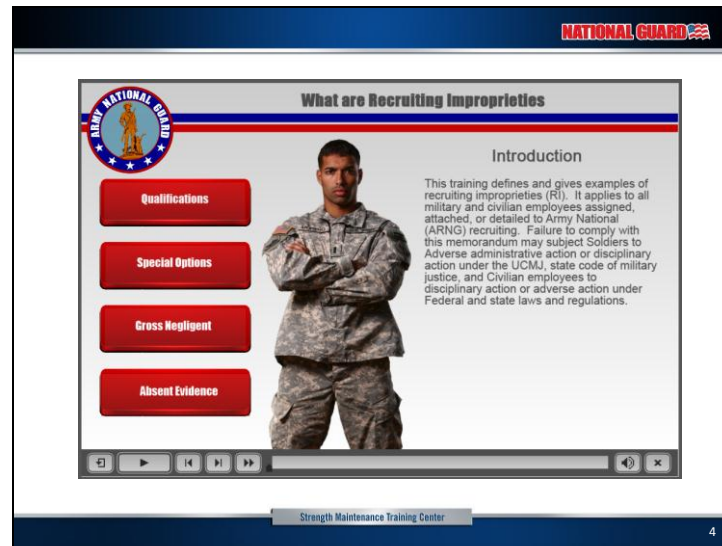 NATIONAL GUARD
ARMY NATIONAL GUARD
What are Recruiting Improprieties
Qualifications
Special Options
Gross Negligent
Absent Evidence
Introduction
This training defines and gives examples of
recruiting improprieties (RI). It applies to all
military and civilian employees assigned,
attached, or detailed to Army National
(ARNG) recruiting. Failure to comply with
this memorandum may subject Soldiers to
Adverse administrative action or disciplinary
action under the UCMJ, state code of military
justice, and Civilian employees to
disciplinary action or adverse action under
Federal and state laws and regulations.
Strength Maintenance Training Center
4